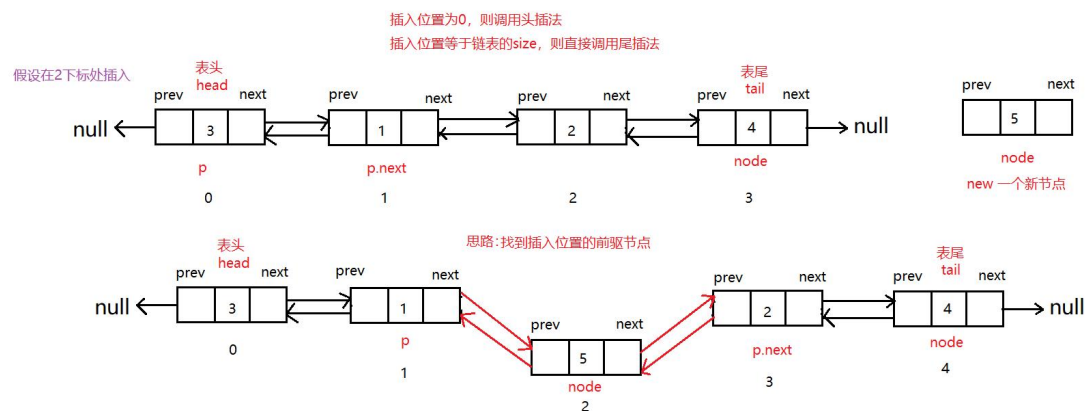 插入位置为0，则调用头插法
插入位置等于链表的size，则直接调用尾插法
假设在2下标处插入
表头
head
表尾
tail
prev next prev next prev next prev next prev next
null 3 1 2 4 null 5
p p.next node node
new 一个新节点
0 1 2 3
思路:找到插入位置的前驱节点
表头
head
表尾
tail
prev next prev next prev next prev next
null 3 1 2 4 null
prev next
5
p p.next node
0 1 node 3 4
2